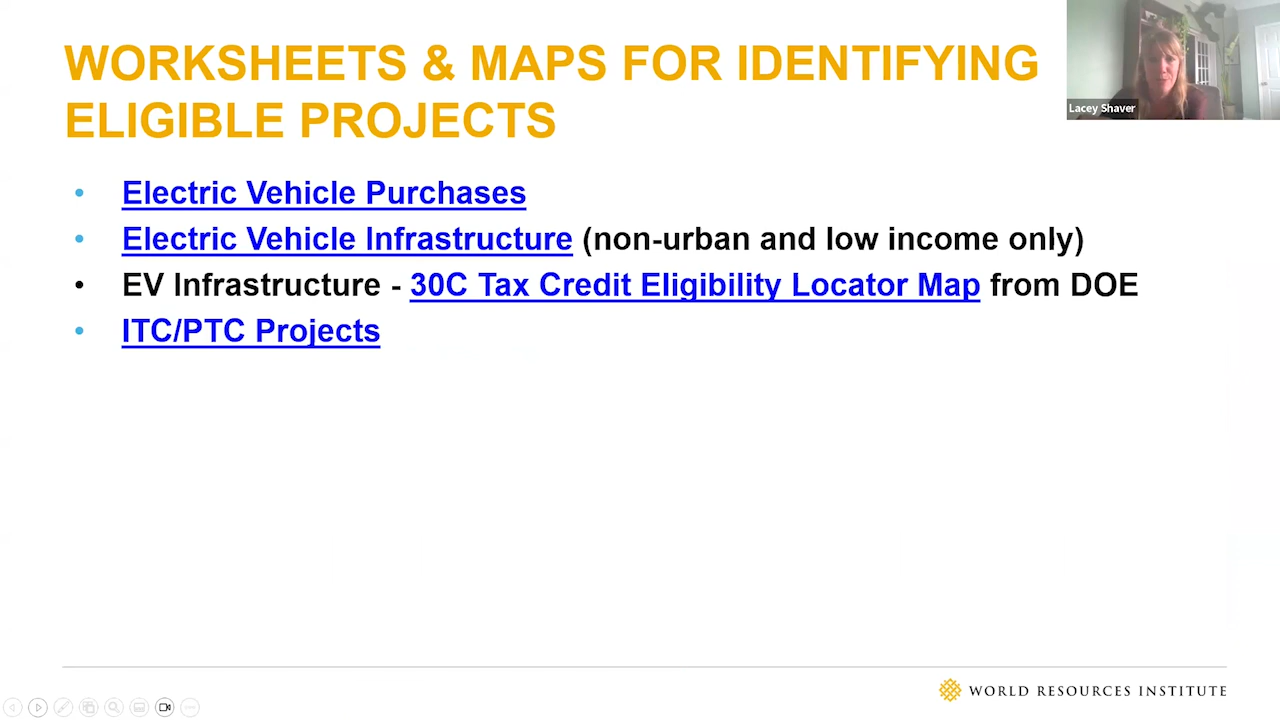 WORKSHEETS & MAPS FOR IDENTIFYING
ELIGIBLE PROJECTS
Lacey Shaver
• Electric Vehicle Purchases
• Electric Vehicle Infrastructure (non-urban and low income only)
• EV Infrastructure - 30C Tax Credit Eligibility Locator Map from DOE
• ITC/PTC Projects
WORLD RESOURCES INSTITUTE